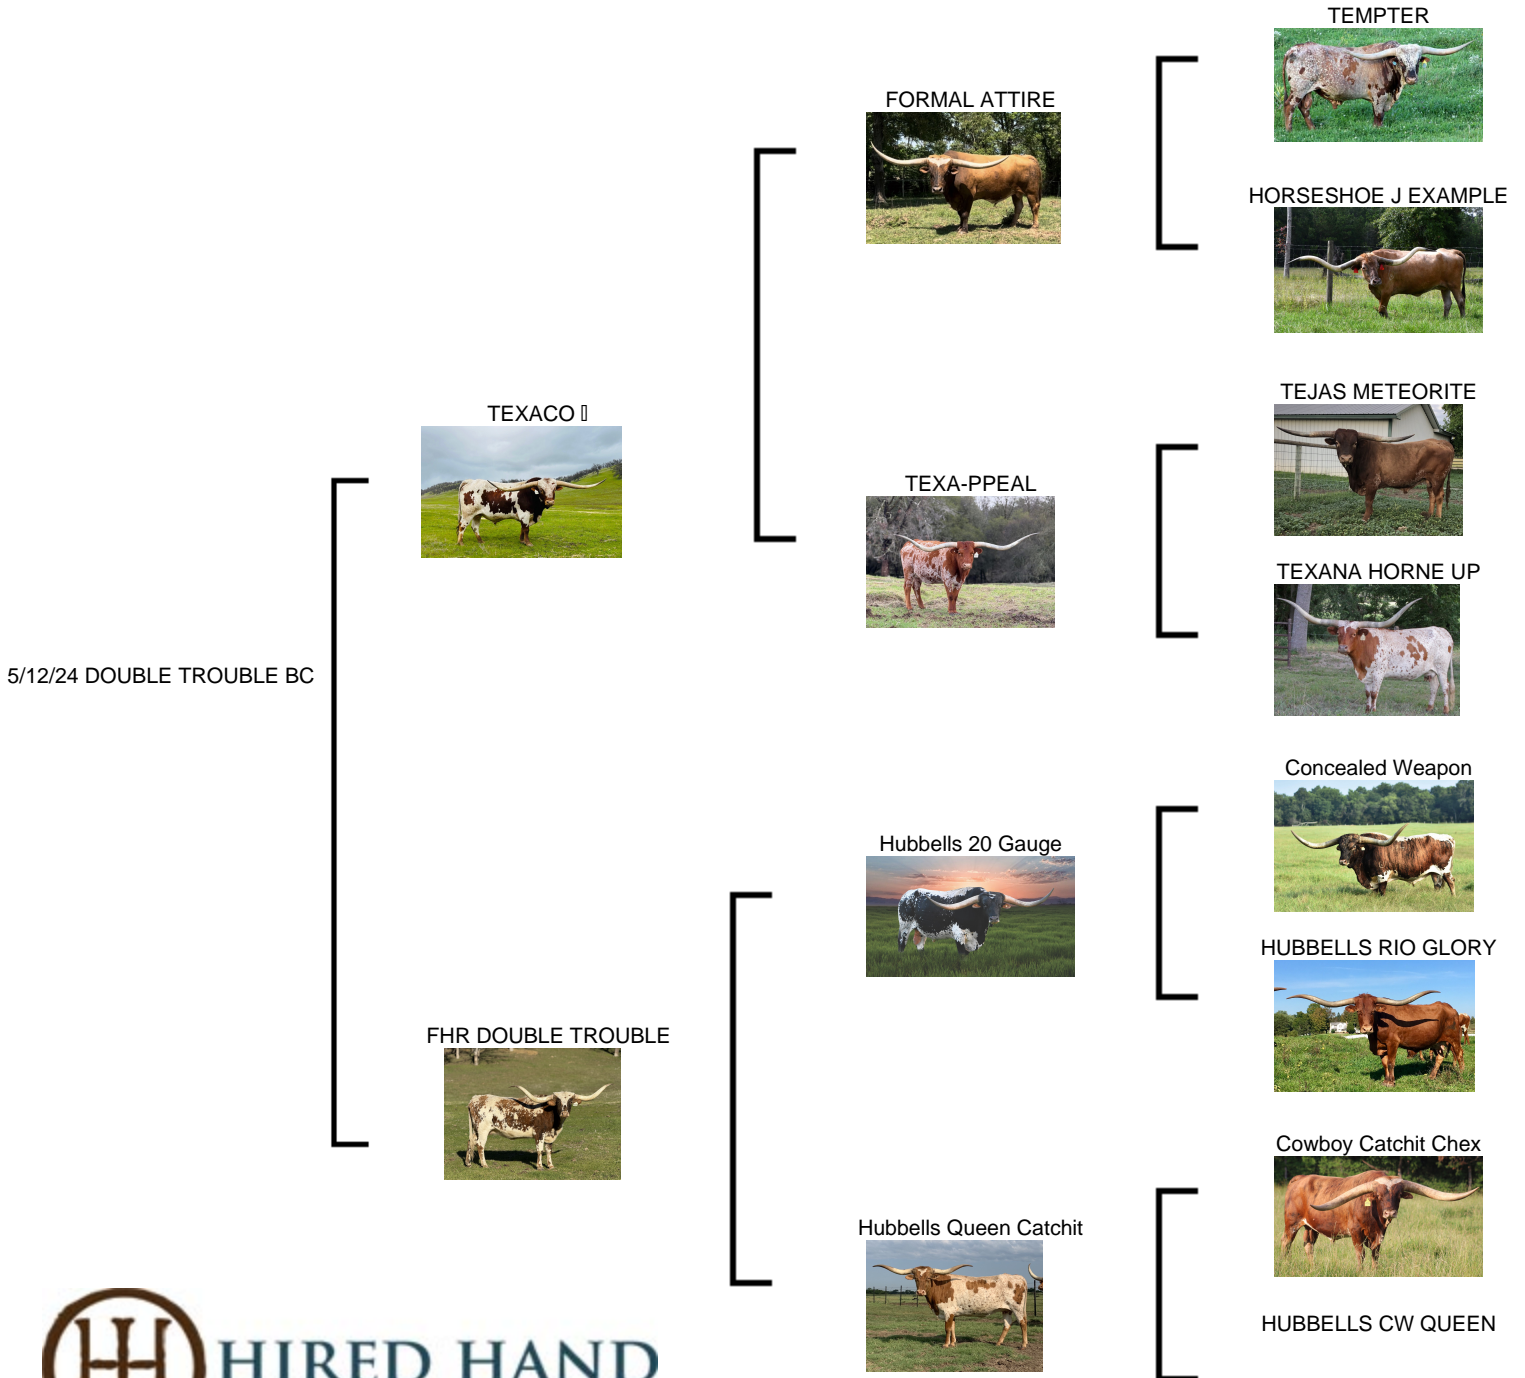 TEMPTER
FORMAL ATTIRE
HORSESHOE J EXAMPLE
TEJAS METEORITE
TEXACO ▯
TEXA-PPEAL
TEXANA HORNE UP
5/12/24 DOUBLE TROUBLE BC
Concealed Weapon
Hubbells 20 Gauge
HUBBELLS RIO GLORY
FHR DOUBLE TROUBLE
Cowboy Catchit Chex
Hubbells Queen Catchit
HUBBELLS CW QUEEN
HIRED HAND